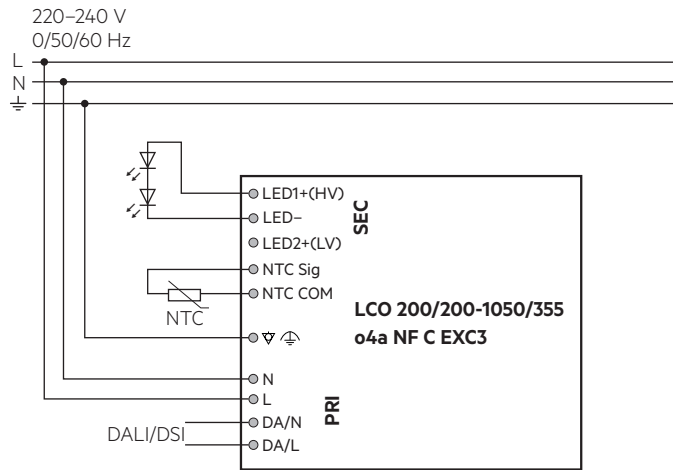 220–240 V
0/50/60 Hz
L
N
LED1+(HV)
LED–
LED2+(LV)
SEC
NTC Sig
NTC COM
NTC
LCO 200/200-1050/355
o4a NF C EXC3
N
L
PRI
DA/N
DALI/DSI
DA/L